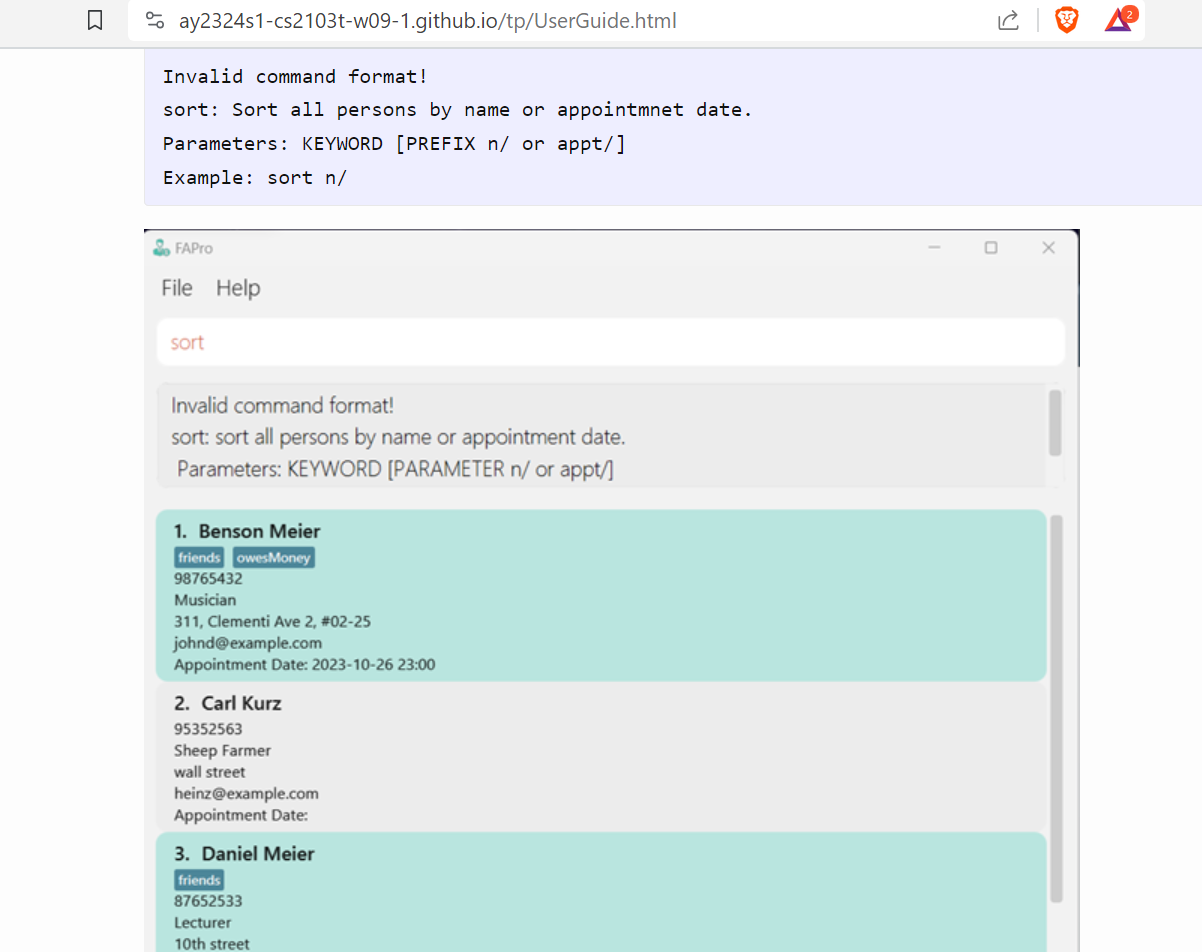 ay2324s1-cs2103t-w09-1.github.io/tp/UserGuide.html
2
Invalid command format!
sort: Sort all persons by name or appointmnet date.
Parameters: KEYWORD [PREFIX n/ or appt/]
Example: sort n/
FAPro
File Help
sort
Invalid command format!
sort: sort all persons by name or appointment date.
Parameters: KEYWORD [PARAMETER n/ or appt/]
1. Benson Meier
friends owesMoney
98765432
Musician
311, Clementi Ave 2, #02-25
johnd@example.com
Appointment Date: 2023-10-26 23:00
2. Carl Kurz
95352563
Sheep Farmer
wall street
heinz@example.com
Appointment Date:
3. Daniel Meier
friends
87652533
Lecturer
10th street